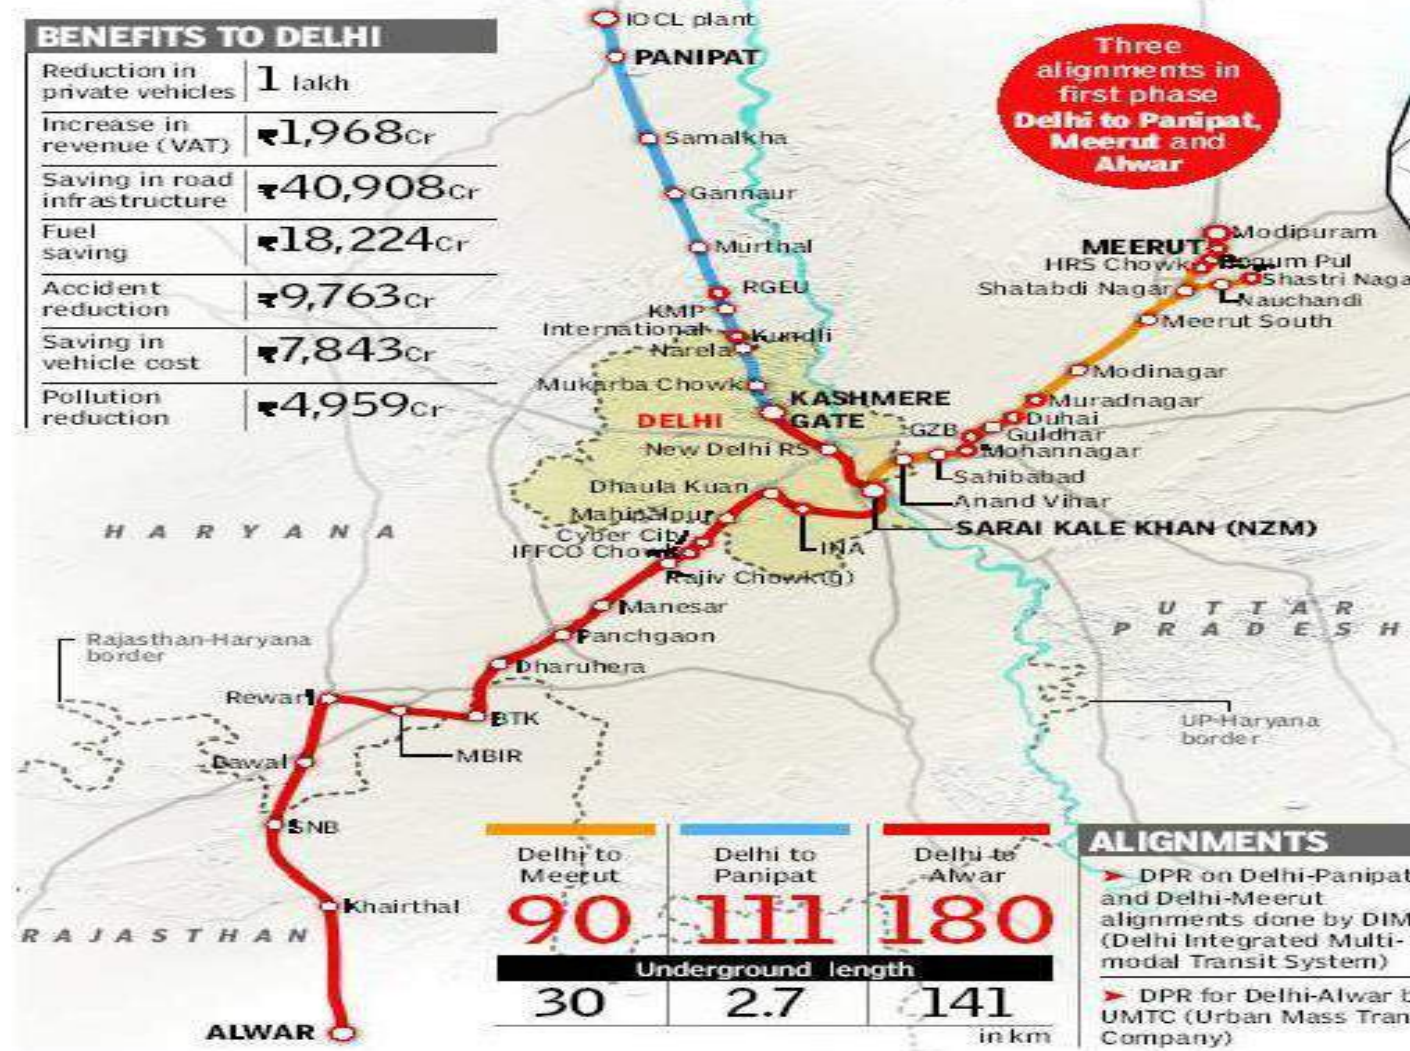 BENEFITS TO DELHI
Reduction in
private vehicles
1 lakh
Increase in
revenue (VAT)
₹1,968Cr
Saving in road
infrastructure
₹40,908Cr
Fuel
saving
₹18,224Cr
Accident
reduction
₹9,763Cr
Saving in
vehicle cost
₹7,843Cr
Pollution
reduction
₹4,959Cr
Three
alignments in
first phase
Delhi to Panipat,
Meerut and
Alwar
IOCL plant
PANIPAT
Samalkha
Gannaur
Murthal
RGEU
KMP
International
Kundli
Narela
Mukarba Chowk
KASHMERE
GATE
DELHI
New Delhi RS
Dhaula Kuan
Mahipalpur
Cyber City
IFFCO Chowk
INA
Rajiv Chowk(g)
Manesar
Panchgaon
Dharuhera
BTK
MBIR
Rewari
Bawal
SNB
Khairthal
ALWAR
Modipuram
MEERUT
HRS Chowk
Begum Pul
Shastri Naga
Shatabdi Nagar
Nauchandi
Meerut South
Modinagar
Muradnagar
Duhai
GZB
Guldhar
Mohannagar
Sahibabad
Anand Vihar
SARAI KALE KHAN (NZM)
HARYANA
UTTAR
PRADESH
RAJASTHAN
Rajasthan-Haryana
border
UP-Haryana
border
Delhi to
Meerut
90
Delhi to
Panipat
111
Delhi to
Alwar
180
Underground length
30
2.7
141
in km
ALIGNMENTS
➤ DPR on Delhi-Panipat
and Delhi-Meerut
alignments done by DIM
(Delhi Integrated Multi-
modal Transit System)
➤ DPR for Delhi-Alwar b
UMTC (Urban Mass Tran
Company)